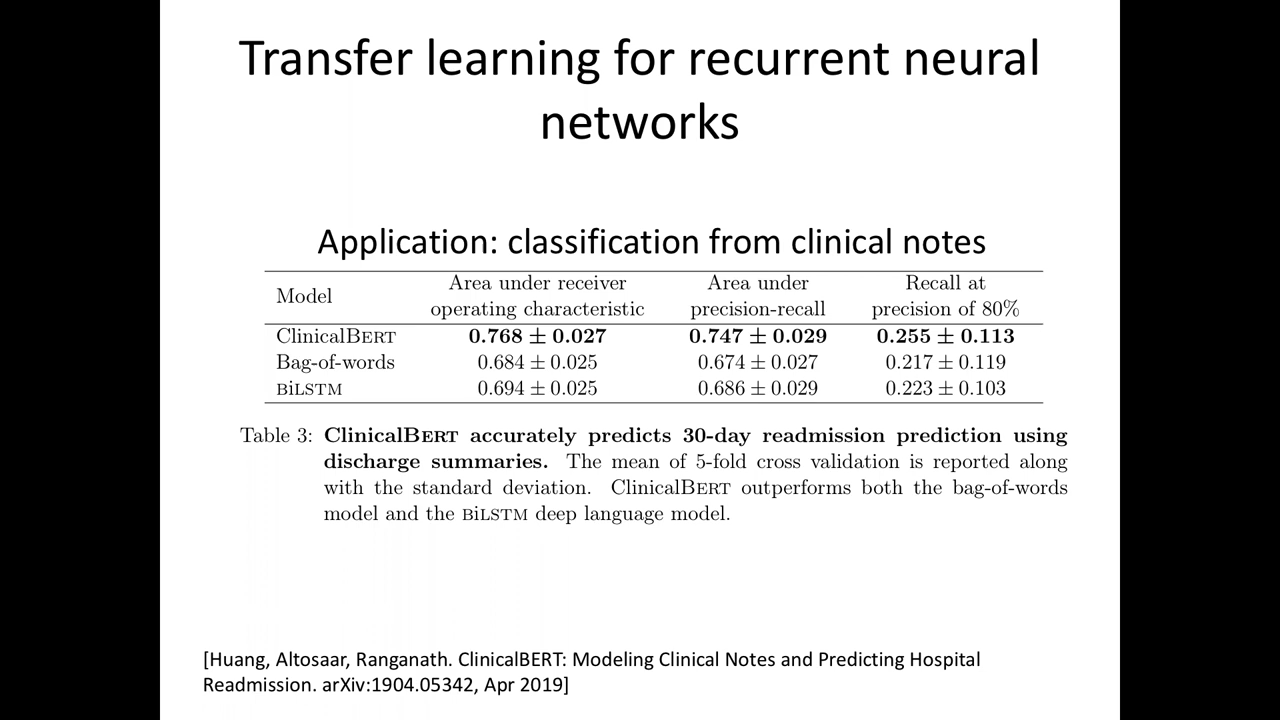 Transfer learning for recurrent neural
networks
Application: classification from clinical notes
Model Area under receiver operating characteristic Area under precision-recall Recall at precision of 80%
ClinicalBERT 0.768 ± 0.027 0.747 ± 0.029 0.255 ± 0.113
Bag-of-words 0.684 ± 0.025 0.674 ± 0.027 0.217 ± 0.119
BILSTM 0.694 ± 0.025 0.686 ± 0.029 0.223 ± 0.103
Table 3: ClinicalBERT accurately predicts 30-day readmission prediction using
discharge summaries. The mean of 5-fold cross validation is reported along
with the standard deviation. ClinicalBERT outperforms both the bag-of-words
model and the BILSTM deep language model.
[Huang, Altosaar, Ranganath. ClinicalBERT: Modeling Clinical Notes and Predicting Hospital
Readmission. arXiv:1904.05342, Apr 2019]